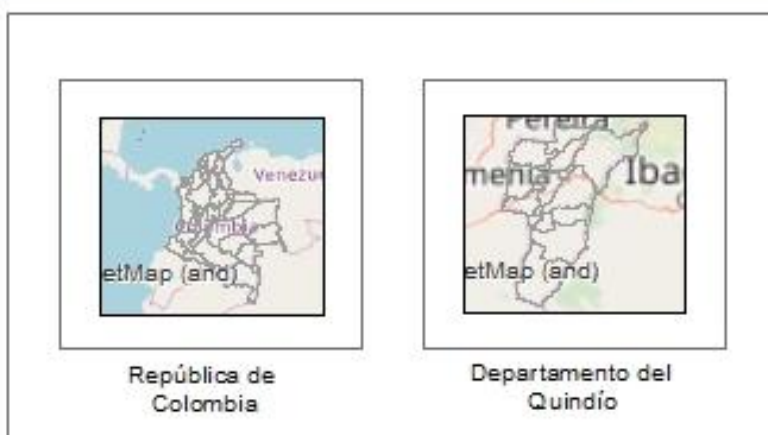 Venezu
Colombia
etMap (and)
República de
Colombia
Pereira
menia
Iba
etMap (and)
Departamento del
Quindío